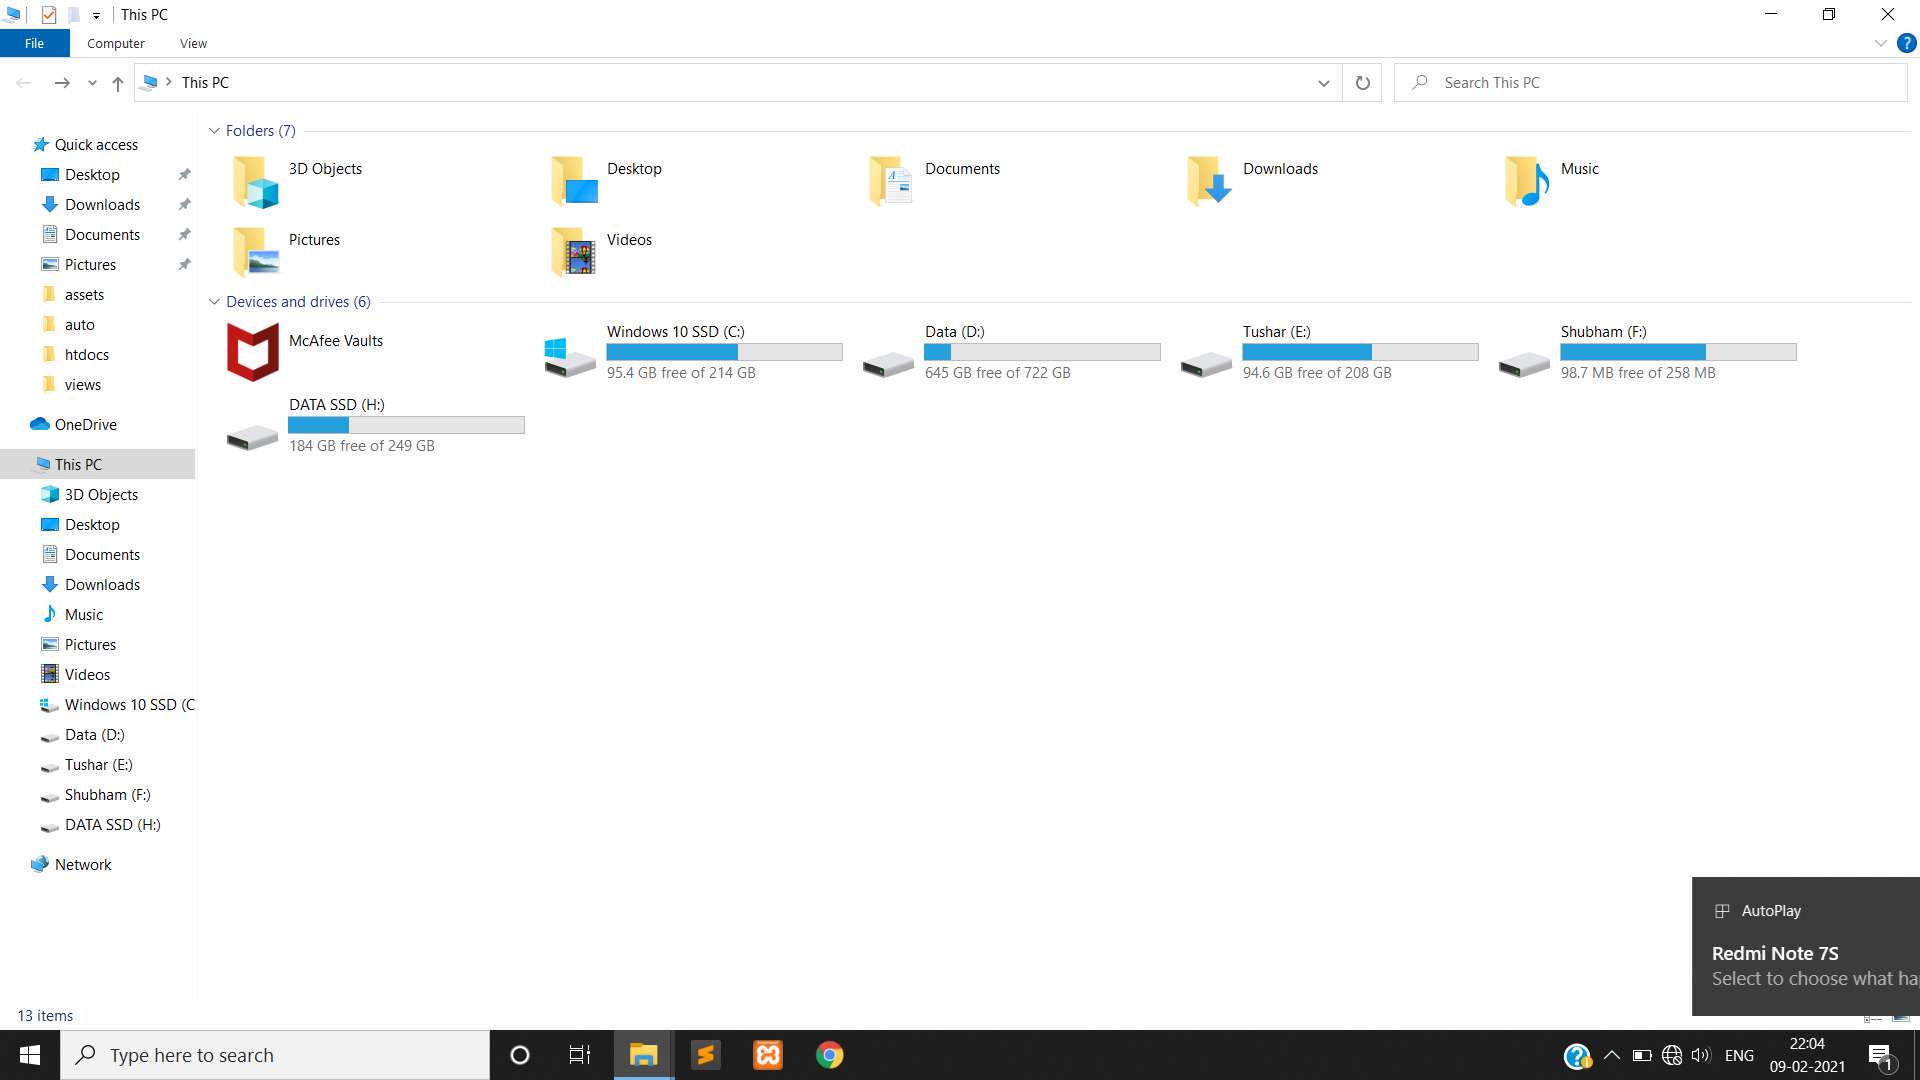 This PC
File Computer View
This PC
Search This PC
Quick access
Desktop
Downloads
Documents
Pictures
assets
auto
htdocs
views
OneDrive
This PC
3D Objects
Desktop
Documents
Downloads
Music
Pictures
Videos
Windows 10 SSD (C
Data (D:)
Tushar (E:)
Shubham (F:)
DATA SSD (H:)
Network
Folders (7)
3D Objects
Desktop
Documents
Downloads
Music
Pictures
Videos
Devices and drives (6)
McAfee Vaults
Windows 10 SSD (C:)
95.4 GB free of 214 GB
Data (D:)
645 GB free of 722 GB
Tushar (E:)
94.6 GB free of 208 GB
Shubham (F:)
98.7 MB free of 258 MB
DATA SSD (H:)
184 GB free of 249 GB
AutoPlay
Redmi Note 7S
Select to choose what ha
13 items
Type here to search
ENG
22:04
09-02-2021
1